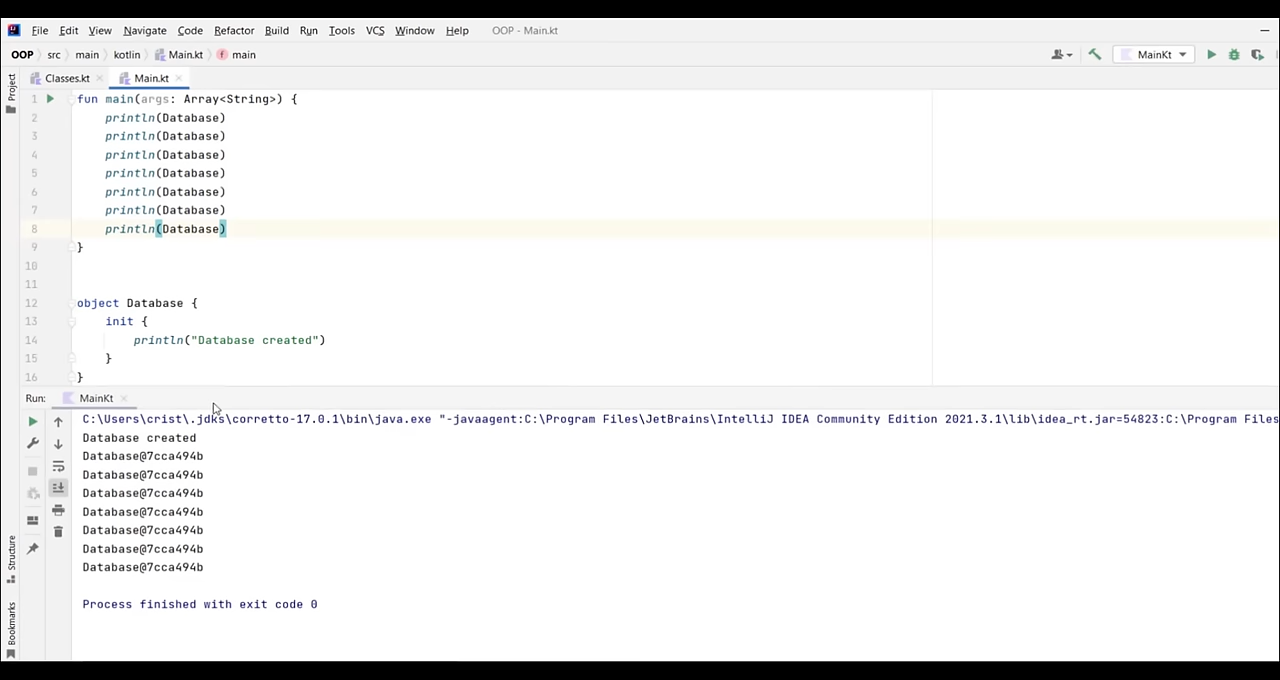 File Edit View Navigate Code Refactor Build Run Tools VCS Window Help OOP - Main.kt
OOP src main kotlin Main.kt main MainKt
Project
Classes.kt Main.kt
1 fun main(args: Array<String>) {
2 println(Database)
3 println(Database)
4 println(Database)
5 println(Database)
6 println(Database)
7 println(Database)
8 println(Database)
9 }
10
11
12 object Database {
13 init {
14 println("Database created")
15 }
16 }
Run: MainKt
C:\Users\crist\.jdks\corretto-17.0.1\bin\java.exe "-javaagent:C:\Program Files\JetBrains\IntelliJ IDEA Community Edition 2021.3.1\lib\idea_rt.jar=54823:C:\Program Files
Database created
Database@7cca494b
Database@7cca494b
Database@7cca494b
Database@7cca494b
Database@7cca494b
Database@7cca494b
Database@7cca494b
Process finished with exit code 0
Structure
Bookmarks